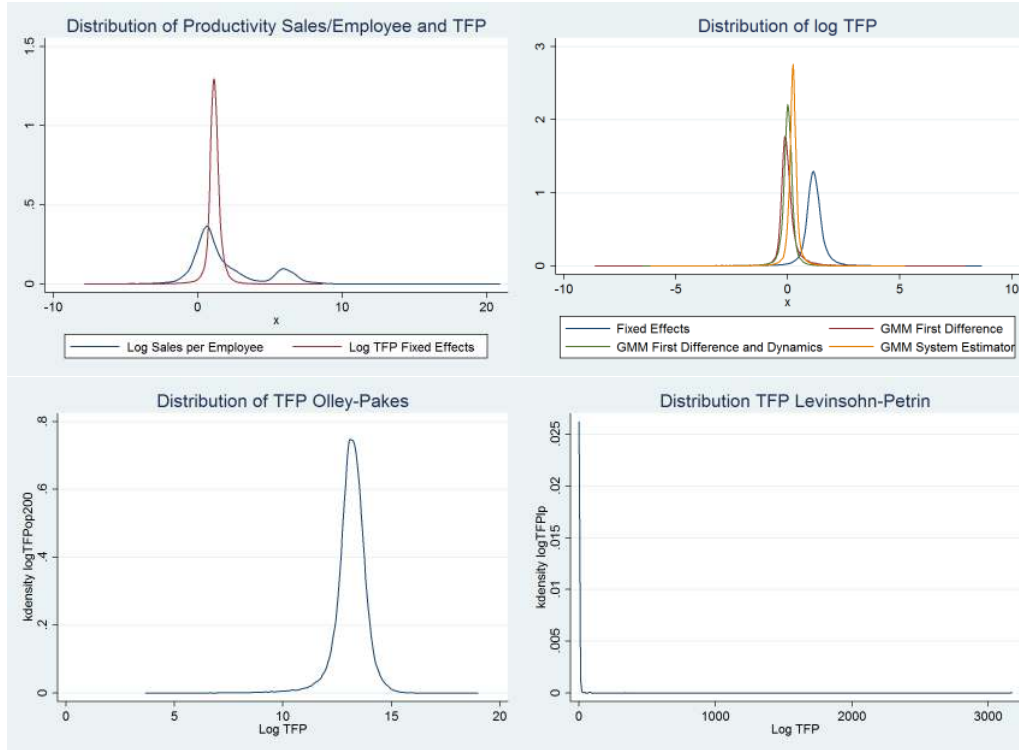 Distribution of Productivity Sales/Employee and TFP
1.5
1
.5
0
-10
0
10
20
x
Log Sales per Employee
Log TFP Fixed Effects
Distribution of log TFP
3
2
1
0
-10
-5
0
5
10
x
Fixed Effects
GMM First Difference
GMM First Difference and Dynamics
GMM System Estimator
Distribution of TFP Olley-Pakes
kdensity logTFPop200
.8
.6
.4
.2
0
0
5
10
15
20
Log TFP
Distribution TFP Levinsohn-Petrin
kdensity logTFPlp
.025
.02
.015
.01
.005
0
0
1000
2000
3000
Log TFP